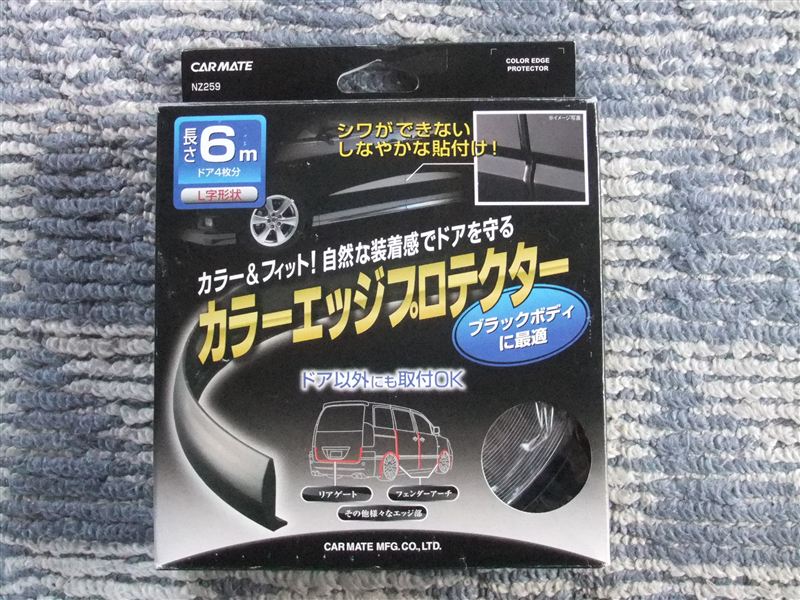 CARMATE
NZ259
COLOR EDGE
PROTECTOR
長さ6m
ドア4枚分
L字形状
シワができない
しなやかな貼付け!
※イメージ写真
カラー&フィット!自然な装着感でドアを守る
カラーエッジプロテクター
ブラックボディ
に最適
ドア以外にも取付OK
リアゲート
フェンダーアーチ
その他様々なエッジ部
CAR MATE MFG.CO.,LTD.